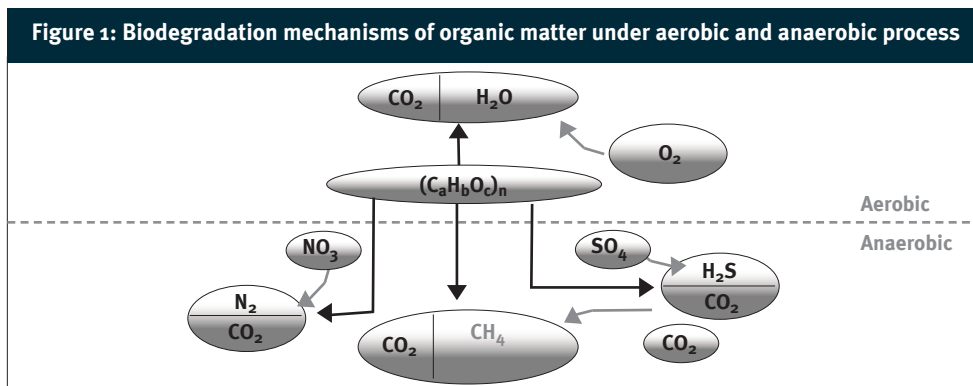 Figure 1: Biodegradation mechanisms of organic matter under aerobic and anaerobic process
CO₂ H₂O
O₂
(CₐH_bO_c)ₙ
Aerobic
Anaerobic
NO₃
SO₄
H₂S
CO₂
N₂
CO₂
CO₂ CH₄
CO₂